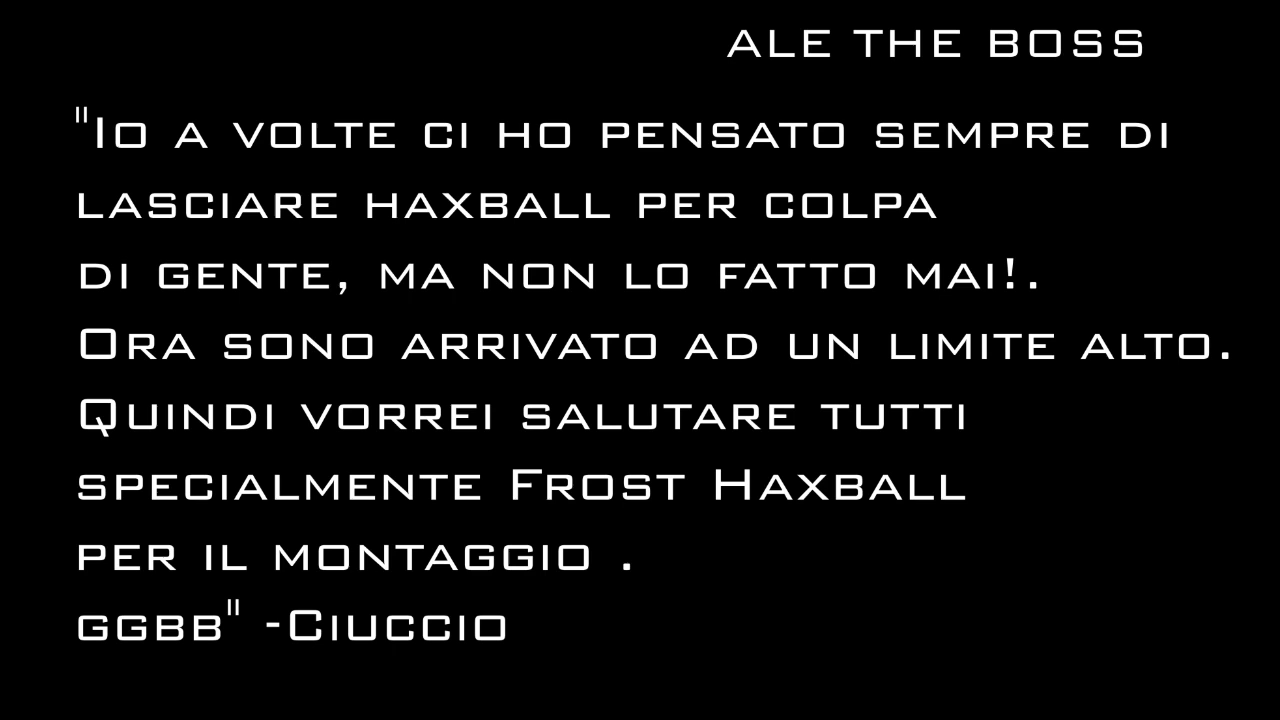 ALE THE BOSS
"Io a volte ci ho pensato sempre di
lasciare haxball per colpa
di gente, ma non lo fatto mai!.
Ora sono arrivato ad un limite alto.
Quindi vorrei salutare tutti
specialmente Frost Haxball
per il montaggio .
ggbb" -Ciuccio